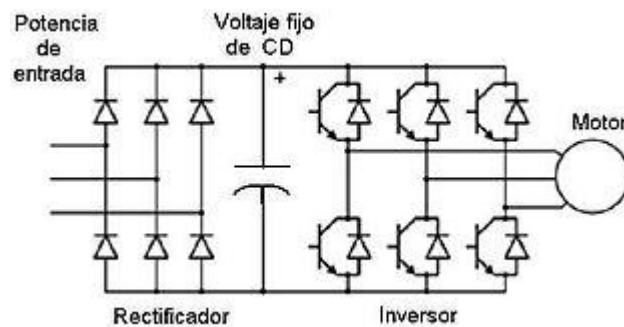 Potencia
de
entrada
Voltaje fijo
de CD
+
Motor
Rectificador
Inversor